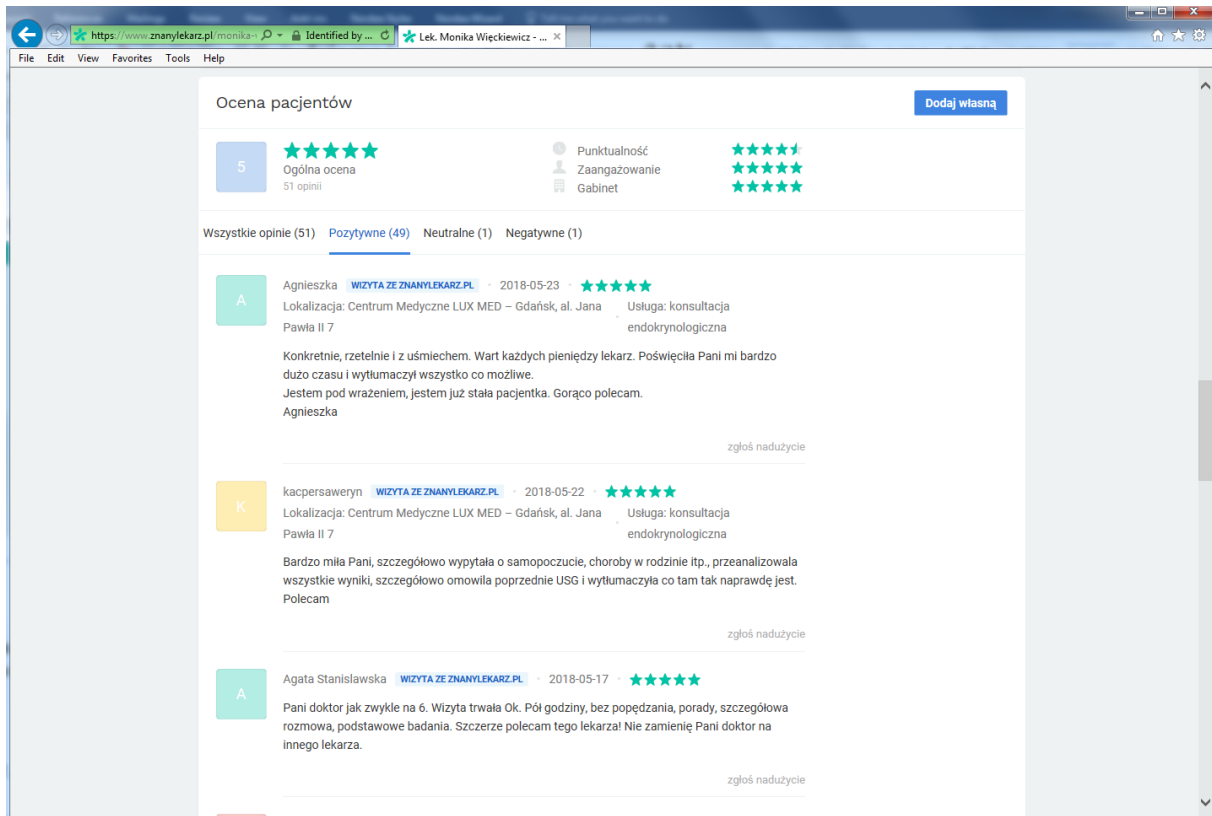 https://www.znanylekarz.pl/monika-
Identified by ...
Lek. Monika Więckiewicz - ...
File Edit View Favorites Tools Help
Ocena pacjentów
Dodaj własną
5
Ogólna ocena
51 opinii
Punktualność
Zaangażowanie
Gabinet
Wszystkie opinie (51) Pozytywne (49) Neutralne (1) Negatywne (1)
A
Agnieszka WIZYTA ZE ZNANYLEKARZ.PL 2018-05-23
Lokalizacja: Centrum Medyczne LUX MED – Gdańsk, al. Jana
Pawła II 7
Usługa: konsultacja
endokrynologiczna
Konkretnie, rzetelnie i z uśmiechem. Wart każdych pieniędzy lekarz. Poświęciła Pani mi bardzo
dużo czasu i wytłumaczył wszystko co możliwe.
Jestem pod wrażeniem, jestem już stała pacjentka. Gorąco polecam.
Agnieszka
zgłoś nadużycie
K
kacpersaweryn WIZYTA ZE ZNANYLEKARZ.PL 2018-05-22
Lokalizacja: Centrum Medyczne LUX MED – Gdańsk, al. Jana
Pawła II 7
Usługa: konsultacja
endokrynologiczna
Bardzo miła Pani, szczegółowo wypytała o samopoczucie, choroby w rodzinie itp., przeanalizowala
wszystkie wyniki, szczegółowo omowila poprzednie USG i wytłumaczyła co tam tak naprawdę jest.
Polecam
zgłoś nadużycie
A
Agata Stanislawska WIZYTA ZE ZNANYLEKARZ.PL 2018-05-17
Pani doktor jak zwykle na 6. Wizyta trwała Ok. Pół godziny, bez popędzania, porady, szczegółowa
rozmowa, podstawowe badania. Szczerze polecam tego lekarza! Nie zamienię Pani doktor na
innego lekarza.
zgłoś nadużycie